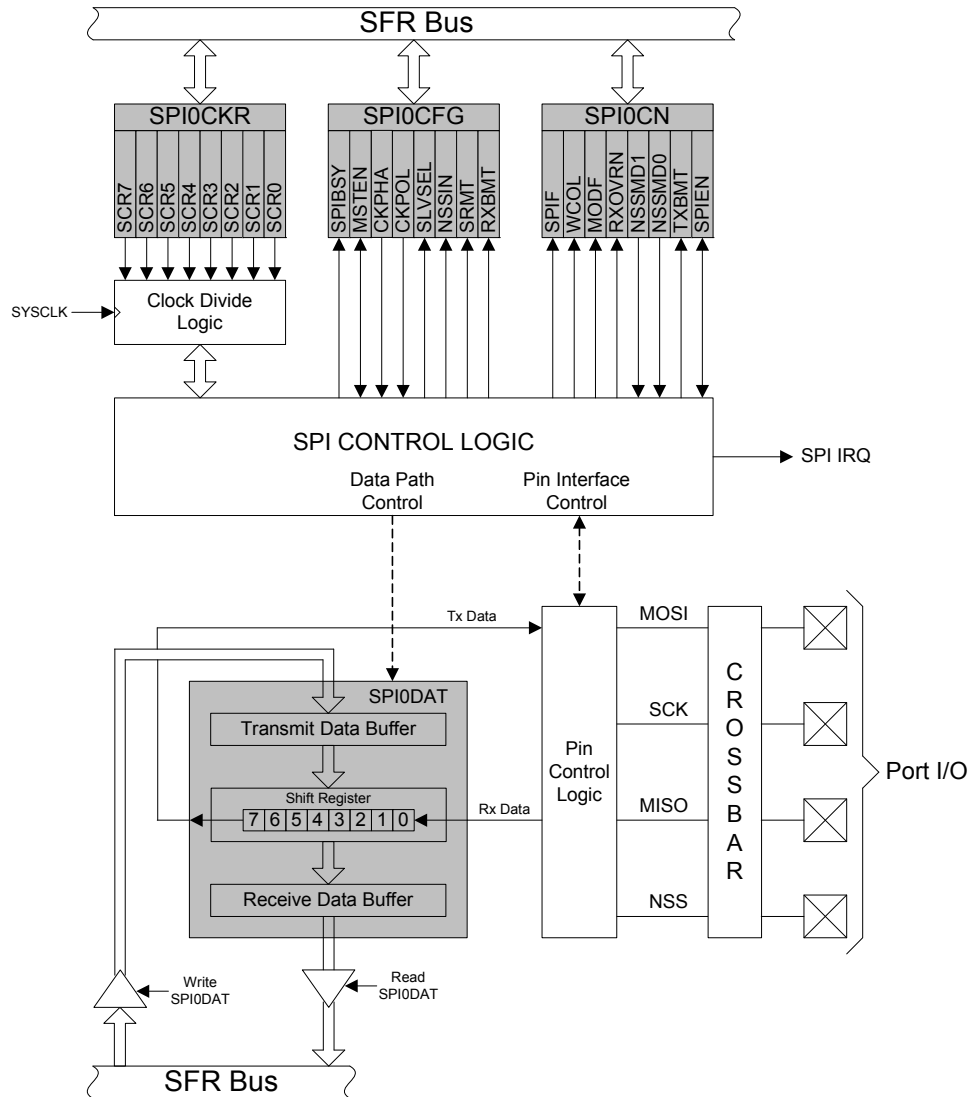 SFR Bus
SPI0CKR
SPI0CFG
SPI0CN
SCR7
SCR6
SCR5
SCR4
SCR3
SCR2
SCR1
SCR0
SPIBSY
MSTEN
CKPHA
CKPOL
SLVSEL
NSSIN
SRMT
RXBMT
SPIF
WCOL
MODF
RXOVRN
NSSMD1
NSSMD0
TXBMT
SPIEN
SYSCLK
Clock Divide
Logic
SPI CONTROL LOGIC
SPI IRQ
Data Path
Control
Pin Interface
Control
Tx Data
MOSI
SPI0DAT
Transmit Data Buffer
SCK
Shift Register
7 6 5 4 3 2 1 0
Rx Data
Pin
Control
Logic
MISO
Receive Data Buffer
NSS
CROSSBAR
Port I/O
Write
SPI0DAT
Read
SPI0DAT
SFR Bus